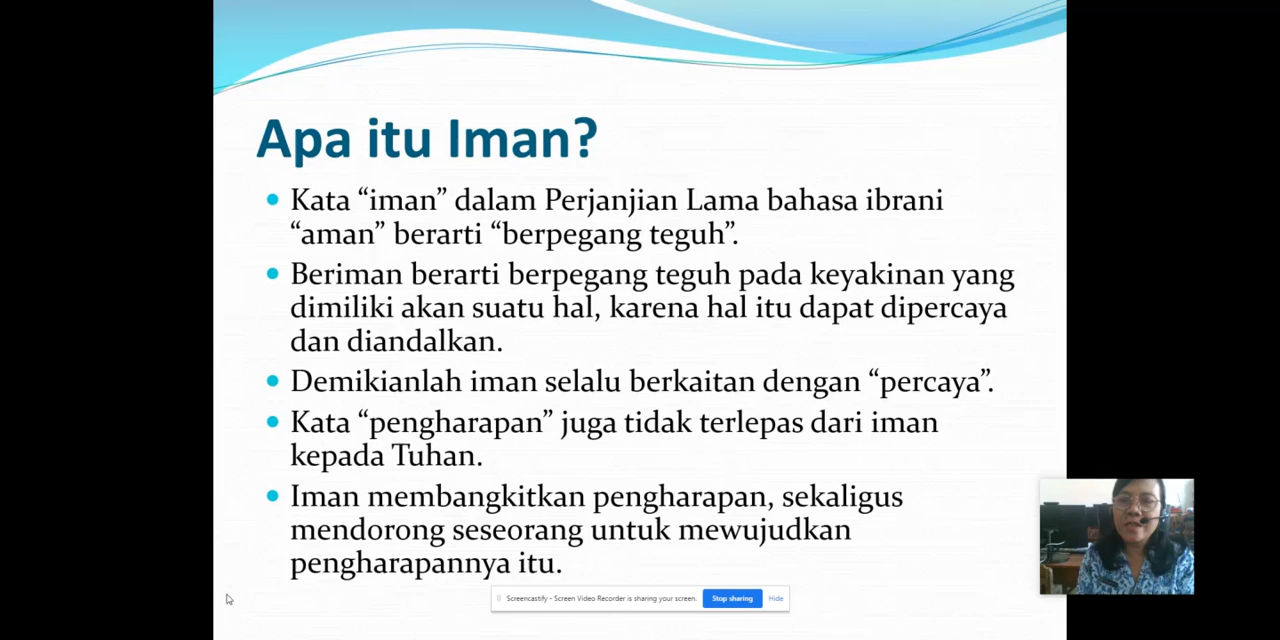 Apa itu Iman?
Kata “iman” dalam Perjanjian Lama bahasa ibrani
“aman” berarti “berpegang teguh”.
Beriman berarti berpegang teguh pada keyakinan yang
dimiliki akan suatu hal, karena hal itu dapat dipercaya
dan diandalkan.
Demikianlah iman selalu berkaitan dengan “percaya”.
Kata “pengharapan” juga tidak terlepas dari iman
kepada Tuhan.
Iman membangkitkan pengharapan, sekaligus
mendorong seseorang untuk mewujudkan
pengharapannya itu.
Screencastify - Screen Video Recorder is sharing your screen.
Stop sharing
Hide